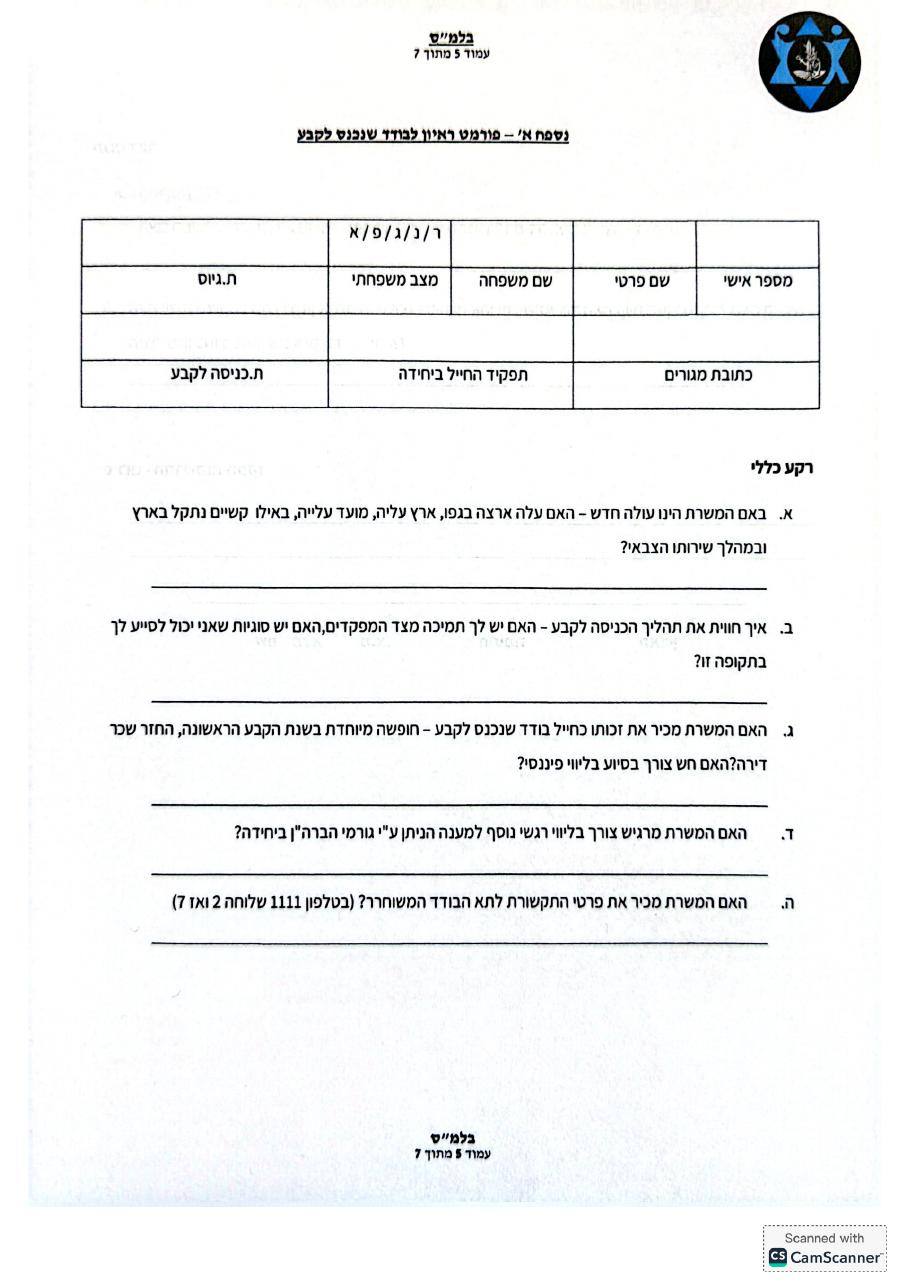 בלמ"ס
עמוד 5 מתוך 7
נספח א' – פורמט ראיון לבודד שנכנס לקבע
ר / נ / ג / פ / א
מספר אישי שם פרטי שם משפחה מצב משפחתי ת.גיוס
כתובת מגורים תפקיד החייל ביחידה ת.כניסה לקבע
רקע כללי
א. באם המשרת הינו עולה חדש – האם עלה ארצה בגפו, ארץ עליה, מועד עלייה, באילו קשיים נתקל בארץ
ובמהלך שירותו הצבאי?
ב. איך חווית את תהליך הכניסה לקבע – האם יש לך תמיכה מצד המפקדים,האם יש סוגיות שאני יכול לסייע לך
בתקופה זו?
ג. האם המשרת מכיר את זכותו כחייל בודד שנכנס לקבע – חופשה מיוחדת בשנת הקבע הראשונה, החזר שכר
דירה?האם חש צורך בסיוע בליווי פיננסי?
ד. האם המשרת מרגיש צורך בליווי רגשי נוסף למענה הניתן ע"י גורמי הברה"ן ביחידה?
ה. האם המשרת מכיר את פרטי התקשורת לתא הבודד המשוחרר? (בטלפון 1111 שלוחה 2 ואז 7)
בלמ"ס
עמוד 5 מתוך 7
Scanned with
CS CamScanner